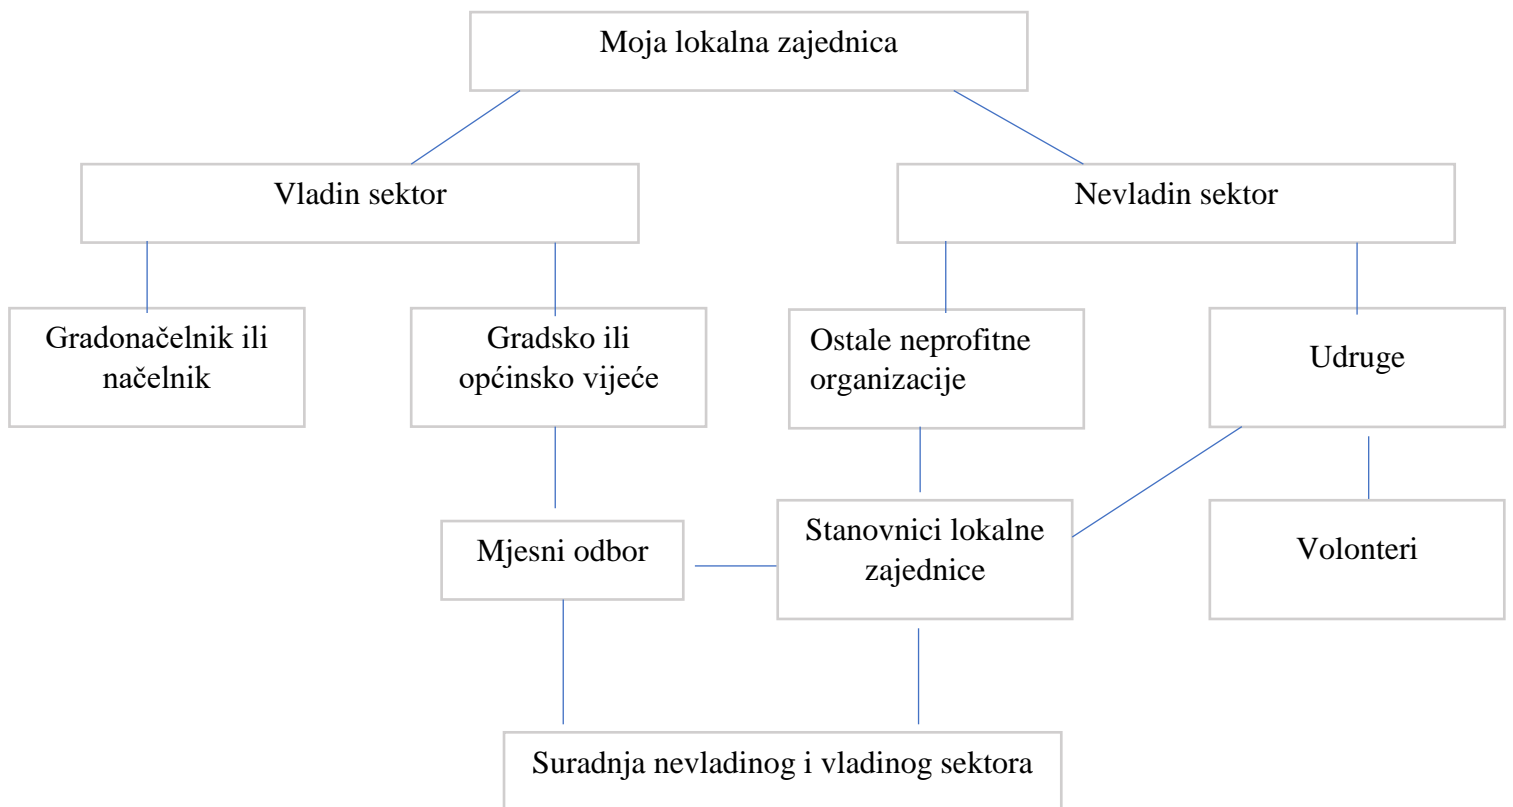 Moja lokalna zajednica
Vladin sektor
Nevladin sektor
Gradonačelnik ili
načelnik
Gradsko ili
općinsko vijeće
Ostale neprofitne
organizacije
Udruge
Mjesni odbor
Stanovnici lokalne
zajednice
Volonteri
Suradnja nevladinog i vladinog sektora